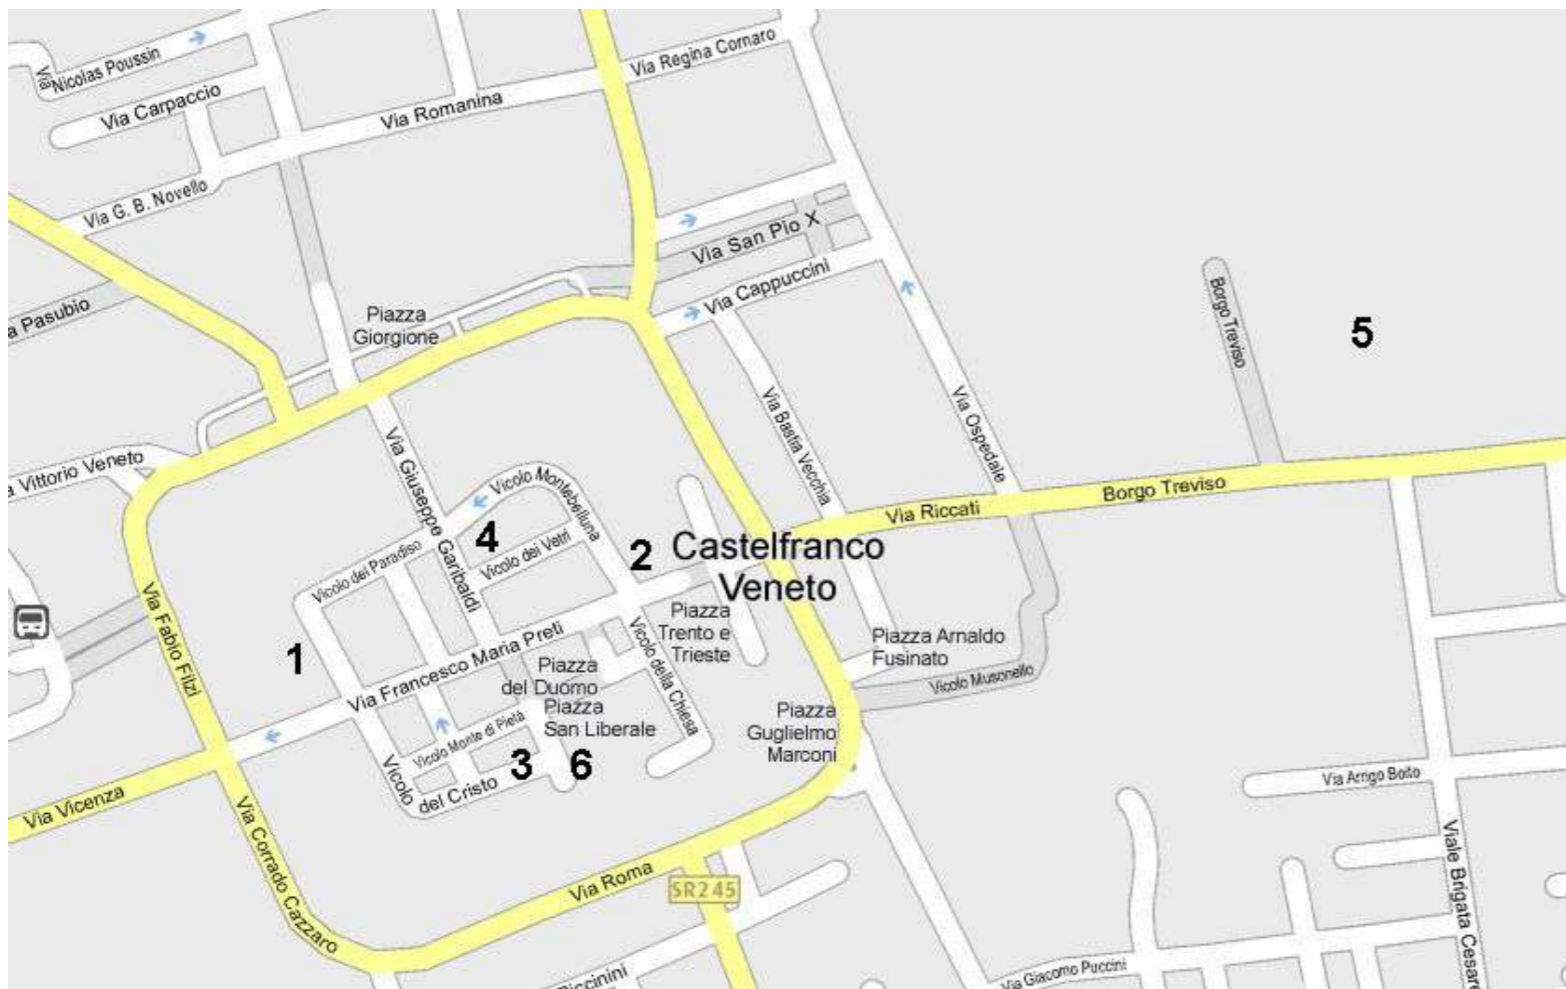 Via
Nicolas Poussin
Via Carpaccio
Via Romanina
Via Regina Cornaro
Via G. B. Novello
a Pasubio
Piazza
Giorgione
Via San Pio X
Via Cappuccini
Borgo Treviso
5
Via Bastia Vecchia
Via Ospedale
a Vittorio Veneto
Via Giuseppe Garibaldi
Vicolo Montebelluna
4
Vicolo dei Vetri
2
Castelfranco
Veneto
Via Riccati
Borgo Treviso
Vicolo del Paradiso
Via Fabio Filzi
1
Via Francesco Maria Preti
Piazza
Trento e
Trieste
Piazza Arnaldo
Fusinato
Vicolo Musonello
Vicolo della Chiesa
Piazza
del Duomo
Piazza
San Liberale
Piazza
Guglielmo
Marconi
Vicolo Monte di Pietà
3
6
Vicolo
del Cristo
Via Vicenza
Via Corrado Cazzaro
Via Roma
SR245
Via Arrigo Boito
Viale Brigata Cesare
Via Giacomo Puccini
iccinini